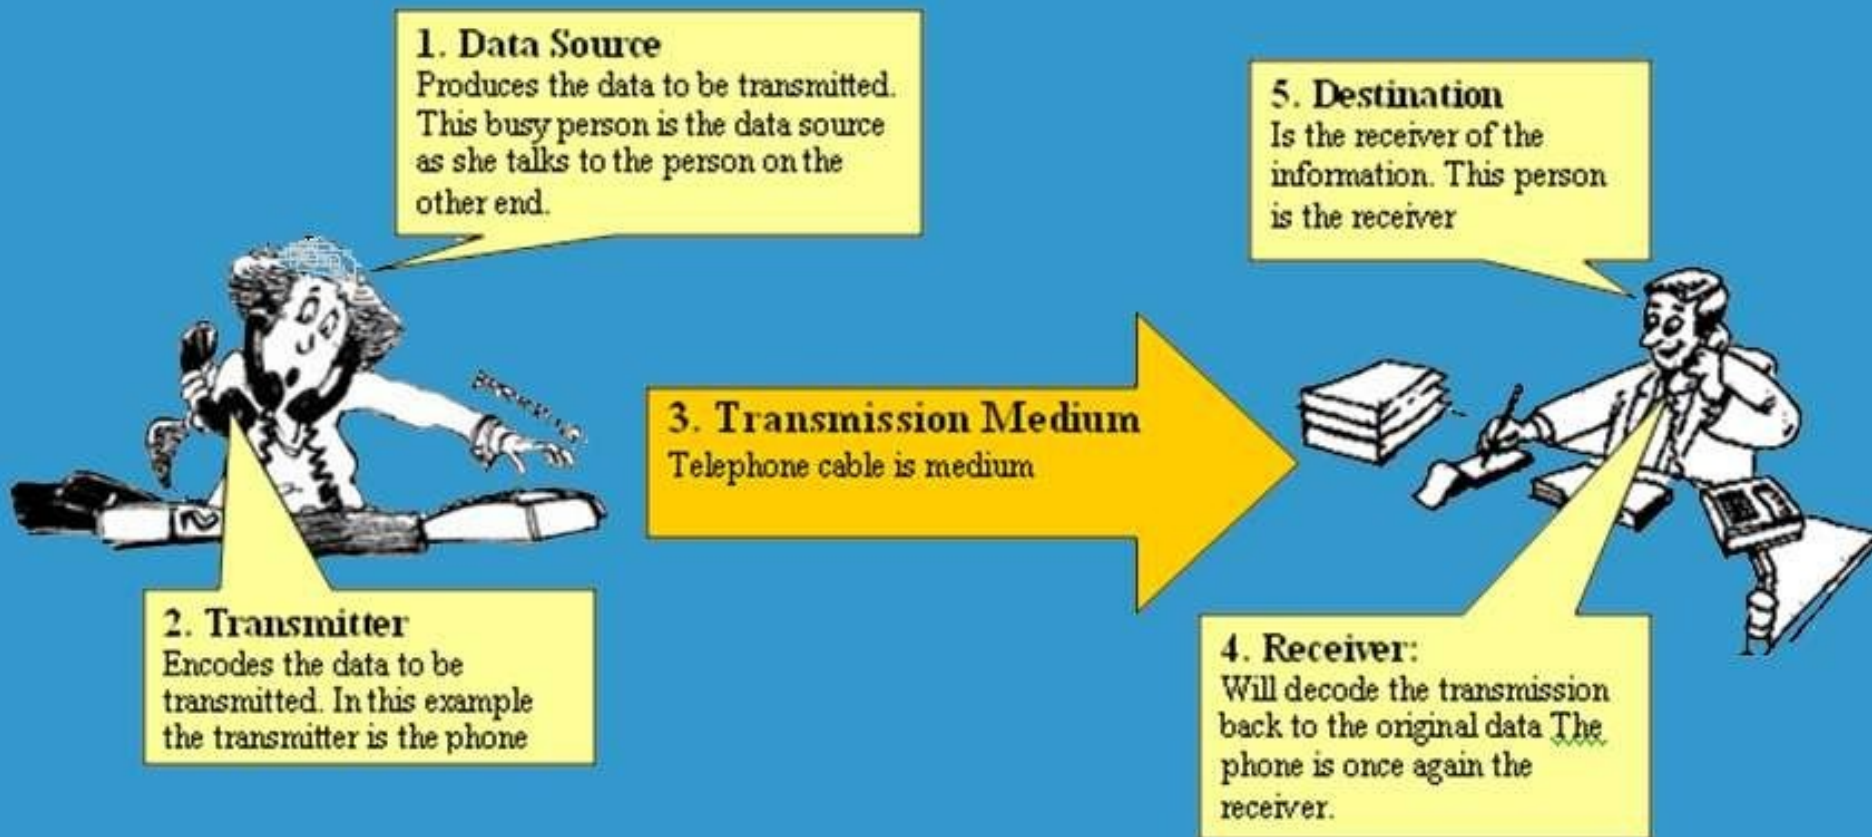 1. Data Source
Produces the data to be transmitted.
This busy person is the data source
as she talks to the person on the
other end.
2. Transmitter
Encodes the data to be
transmitted. In this example
the transmitter is the phone
3. Transmission Medium
Telephone cable is medium
4. Receiver:
Will decode the transmission
back to the original data The
phone is once again the
receiver.
5. Destination
Is the receiver of the
information. This person
is the receiver